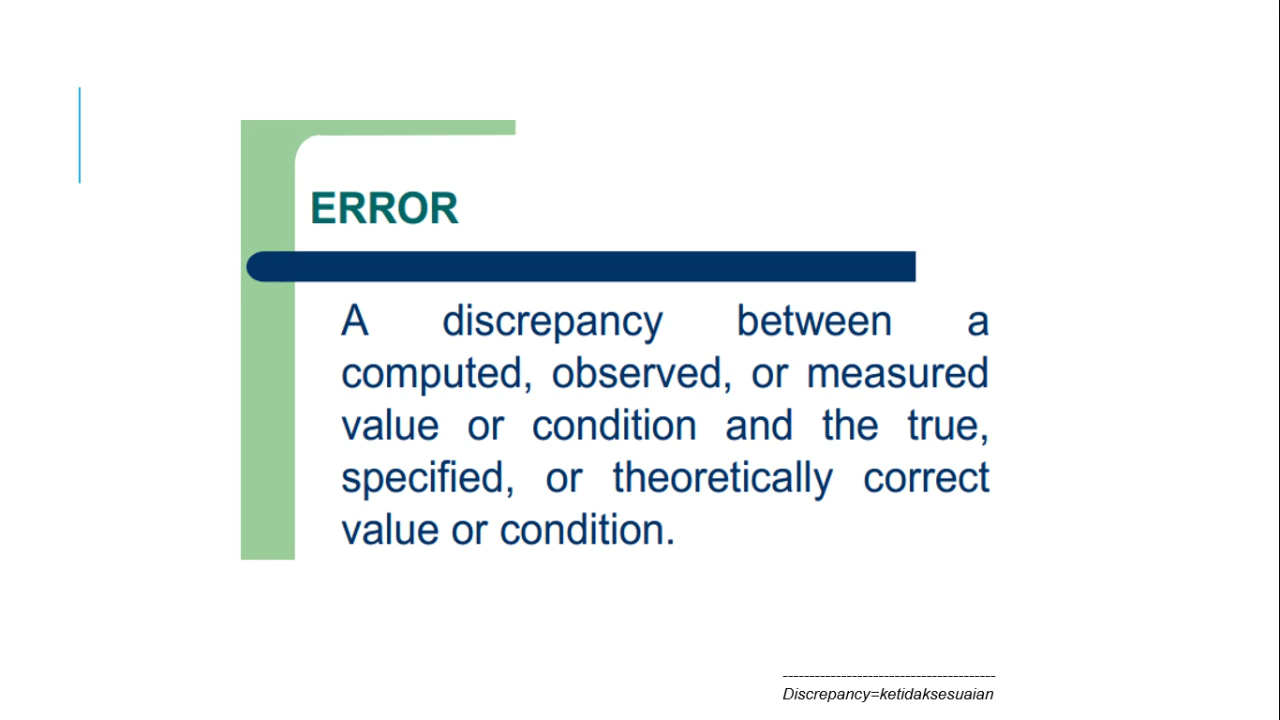 ERROR
A discrepancy between a
computed, observed, or measured
value or condition and the true,
specified, or theoretically correct
value or condition.
----------------------------------------
Discrepancy=ketidaksesuaian